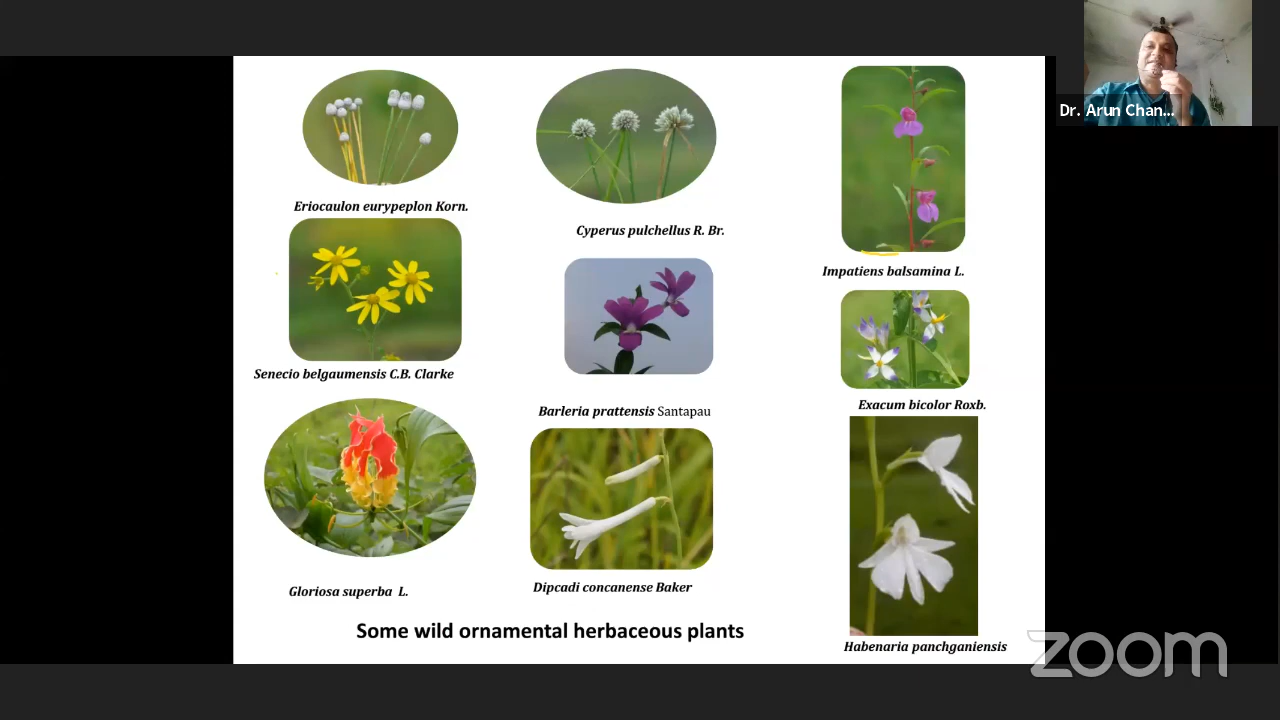 Dr. Arun Chan...
Eriocaulon eurypeplon Korn.
Cyperus pulchellus R. Br.
Impatiens balsamina L.
Senecio belgaumensis C.B. Clarke
Barleria prattensis Santapau
Exacum bicolor Roxb.
Gloriosa superba L.
Dipcadi concanense Baker
Some wild ornamental herbaceous plants
Habenaria panchganiensis
zoom